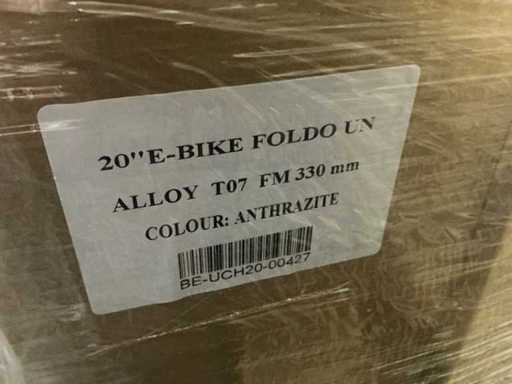 20"E-BIKE FOLDO UN
ALLOY T07 FM 330 mm
COLOUR: ANTHRAZITE
BE-UCH20-00427